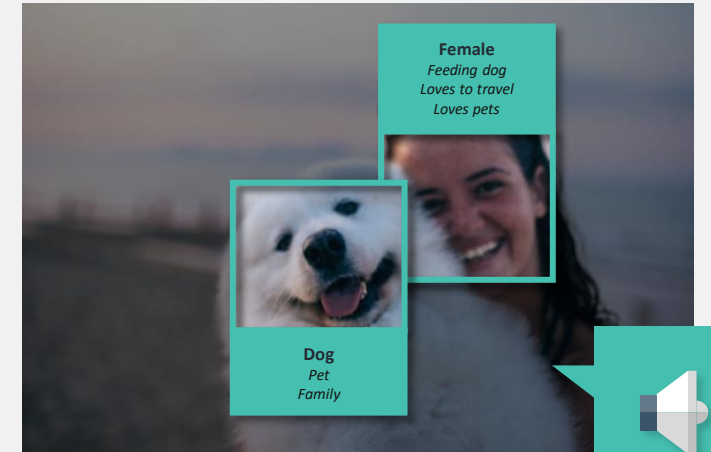 Female
Feeding dog
Loves to travel
Loves pets
Dog
Pet
Family